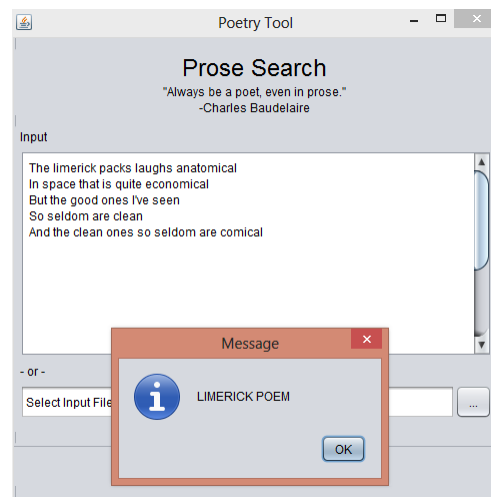 Poetry Tool
Prose Search
"Always be a poet, even in prose."
-Charles Baudelaire
Input
The limerick packs laughs anatomical
In space that is quite economical
But the good ones I've seen
So seldom are clean
And the clean ones so seldom are comical
Message
- or -
LIMERICK POEM
Select Input File
...
OK